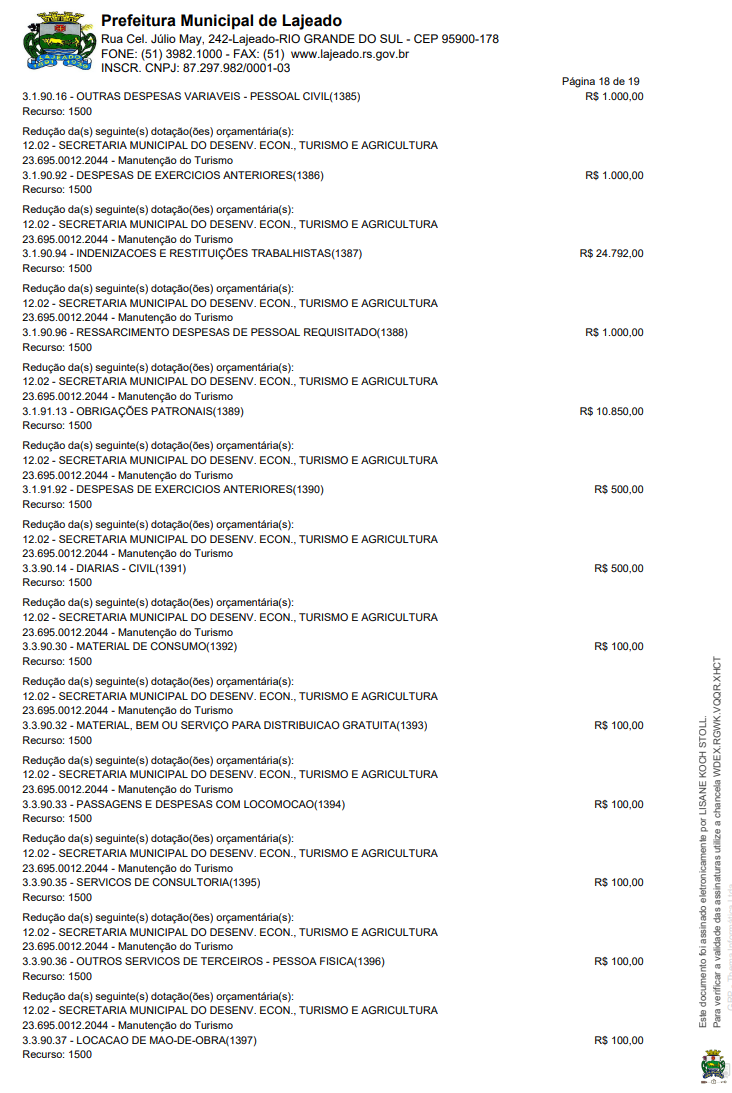 Prefeitura Municipal de Lajeado
Rua Cel. Júlio May, 242-Lajeado-RIO GRANDE DO SUL - CEP 95900-178
FONE: (51) 3982.1000 - FAX: (51) www.lajeado.rs.gov.br
INSCR. CNPJ: 87.297.982/0001-03
LAJEADO
Página 18 de 19
3.1.90.16 - OUTRAS DESPESAS VARIAVEIS - PESSOAL CIVIL(1385) R$ 1.000,00
Recurso: 1500
Redução da(s) seguinte(s) dotação(ões) orçamentária(s):
12.02 - SECRETARIA MUNICIPAL DO DESENV. ECON., TURISMO E AGRICULTURA
23.695.0012.2044 - Manutenção do Turismo
3.1.90.92 - DESPESAS DE EXERCICIOS ANTERIORES(1386) R$ 1.000,00
Recurso: 1500
Redução da(s) seguinte(s) dotação(ões) orçamentária(s):
12.02 - SECRETARIA MUNICIPAL DO DESENV. ECON., TURISMO E AGRICULTURA
23.695.0012.2044 - Manutenção do Turismo
3.1.90.94 - INDENIZACOES E RESTITUIÇÕES TRABALHISTAS(1387) R$ 24.792,00
Recurso: 1500
Redução da(s) seguinte(s) dotação(ões) orçamentária(s):
12.02 - SECRETARIA MUNICIPAL DO DESENV. ECON., TURISMO E AGRICULTURA
23.695.0012.2044 - Manutenção do Turismo
3.1.90.96 - RESSARCIMENTO DESPESAS DE PESSOAL REQUISITADO(1388) R$ 1.000,00
Recurso: 1500
Redução da(s) seguinte(s) dotação(ões) orçamentária(s):
12.02 - SECRETARIA MUNICIPAL DO DESENV. ECON., TURISMO E AGRICULTURA
23.695.0012.2044 - Manutenção do Turismo
3.1.91.13 - OBRIGAÇÕES PATRONAIS(1389) R$ 10.850,00
Recurso: 1500
Redução da(s) seguinte(s) dotação(ões) orçamentária(s):
12.02 - SECRETARIA MUNICIPAL DO DESENV. ECON., TURISMO E AGRICULTURA
23.695.0012.2044 - Manutenção do Turismo
3.1.91.92 - DESPESAS DE EXERCICIOS ANTERIORES(1390) R$ 500,00
Recurso: 1500
Redução da(s) seguinte(s) dotação(ões) orçamentária(s):
12.02 - SECRETARIA MUNICIPAL DO DESENV. ECON., TURISMO E AGRICULTURA
23.695.0012.2044 - Manutenção do Turismo
3.3.90.14 - DIARIAS - CIVIL(1391) R$ 500,00
Recurso: 1500
Redução da(s) seguinte(s) dotação(ões) orçamentária(s):
12.02 - SECRETARIA MUNICIPAL DO DESENV. ECON., TURISMO E AGRICULTURA
23.695.0012.2044 - Manutenção do Turismo
3.3.90.30 - MATERIAL DE CONSUMO(1392) R$ 100,00
Recurso: 1500
Redução da(s) seguinte(s) dotação(ões) orçamentária(s):
12.02 - SECRETARIA MUNICIPAL DO DESENV. ECON., TURISMO E AGRICULTURA
23.695.0012.2044 - Manutenção do Turismo
3.3.90.32 - MATERIAL, BEM OU SERVIÇO PARA DISTRIBUICAO GRATUITA(1393) R$ 100,00
Recurso: 1500
Redução da(s) seguinte(s) dotação(ões) orçamentária(s):
12.02 - SECRETARIA MUNICIPAL DO DESENV. ECON., TURISMO E AGRICULTURA
23.695.0012.2044 - Manutenção do Turismo
3.3.90.33 - PASSAGENS E DESPESAS COM LOCOMOCAO(1394) R$ 100,00
Recurso: 1500
Redução da(s) seguinte(s) dotação(ões) orçamentária(s):
12.02 - SECRETARIA MUNICIPAL DO DESENV. ECON., TURISMO E AGRICULTURA
23.695.0012.2044 - Manutenção do Turismo
3.3.90.35 - SERVICOS DE CONSULTORIA(1395) R$ 100,00
Recurso: 1500
Redução da(s) seguinte(s) dotação(ões) orçamentária(s):
12.02 - SECRETARIA MUNICIPAL DO DESENV. ECON., TURISMO E AGRICULTURA
23.695.0012.2044 - Manutenção do Turismo
3.3.90.36 - OUTROS SERVICOS DE TERCEIROS - PESSOA FISICA(1396) R$ 100,00
Recurso: 1500
Redução da(s) seguinte(s) dotação(ões) orçamentária(s):
12.02 - SECRETARIA MUNICIPAL DO DESENV. ECON., TURISMO E AGRICULTURA
23.695.0012.2044 - Manutenção do Turismo
3.3.90.37 - LOCACAO DE MAO-DE-OBRA(1397) R$ 100,00
Recurso: 1500
Este documento foi assinado eletronicamente por LISANE KOCH STOLL.
Para verificar a validade das assinaturas utilize a chancela WDEX.RGWK.VQQR.XHCT